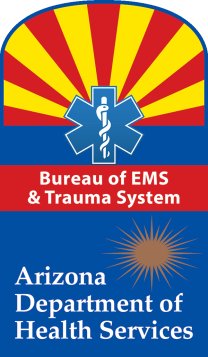 Bureau of EMS
& Trauma System
Arizona
Department of
Health Services